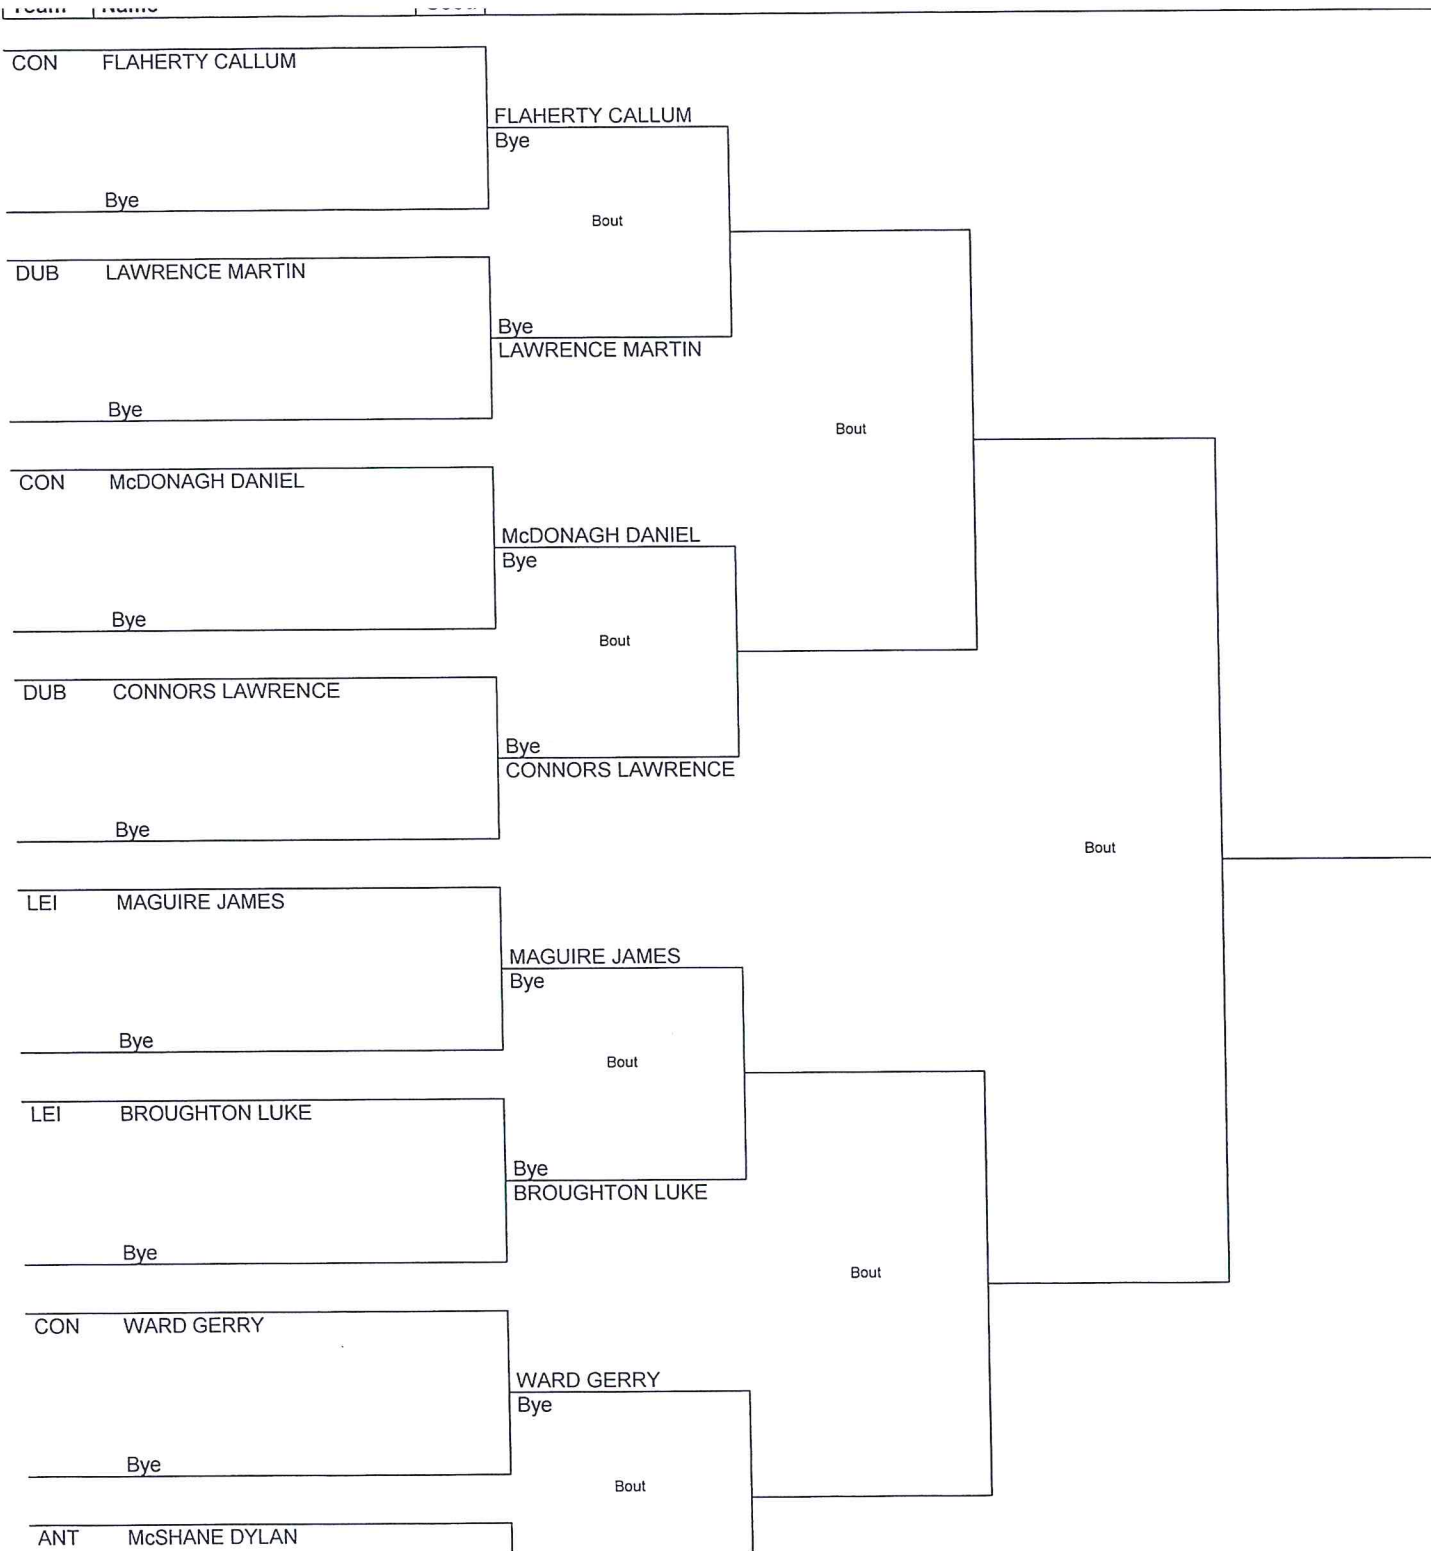 Team Name Seed
CON FLAHERTY CALLUM
FLAHERTY CALLUM
Bye
Bye
Bout
DUB LAWRENCE MARTIN
Bye
LAWRENCE MARTIN
Bye
Bout
CON McDONAGH DANIEL
McDONAGH DANIEL
Bye
Bye
Bout
DUB CONNORS LAWRENCE
Bye
CONNORS LAWRENCE
Bye
Bout
LEI MAGUIRE JAMES
MAGUIRE JAMES
Bye
Bye
Bout
LEI BROUGHTON LUKE
Bye
BROUGHTON LUKE
Bye
Bout
CON WARD GERRY
WARD GERRY
Bye
Bye
Bout
ANT McSHANE DYLAN